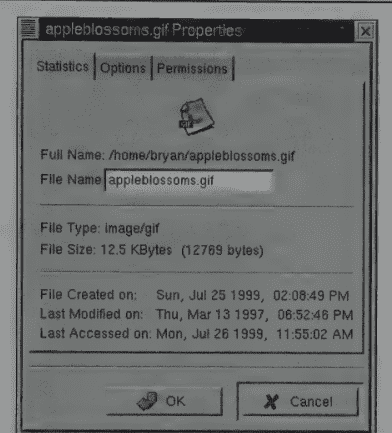 appleblossoms.gif Properties
Statistics Options Permissions
GIF
Full Name: /home/bryan/appleblossoms.gif
File Name appleblossoms.gif
File Type: image/gif
File Size: 12.5 KBytes (12769 bytes)
File Created on: Sun, Jul 25 1999, 02:08:49 PM
Last Modified on: Thu, Mar 13 1997, 06:52:46 PM
Last Accessed on: Mon, Jul 26 1999, 11:55:02 AM
OK Cancel